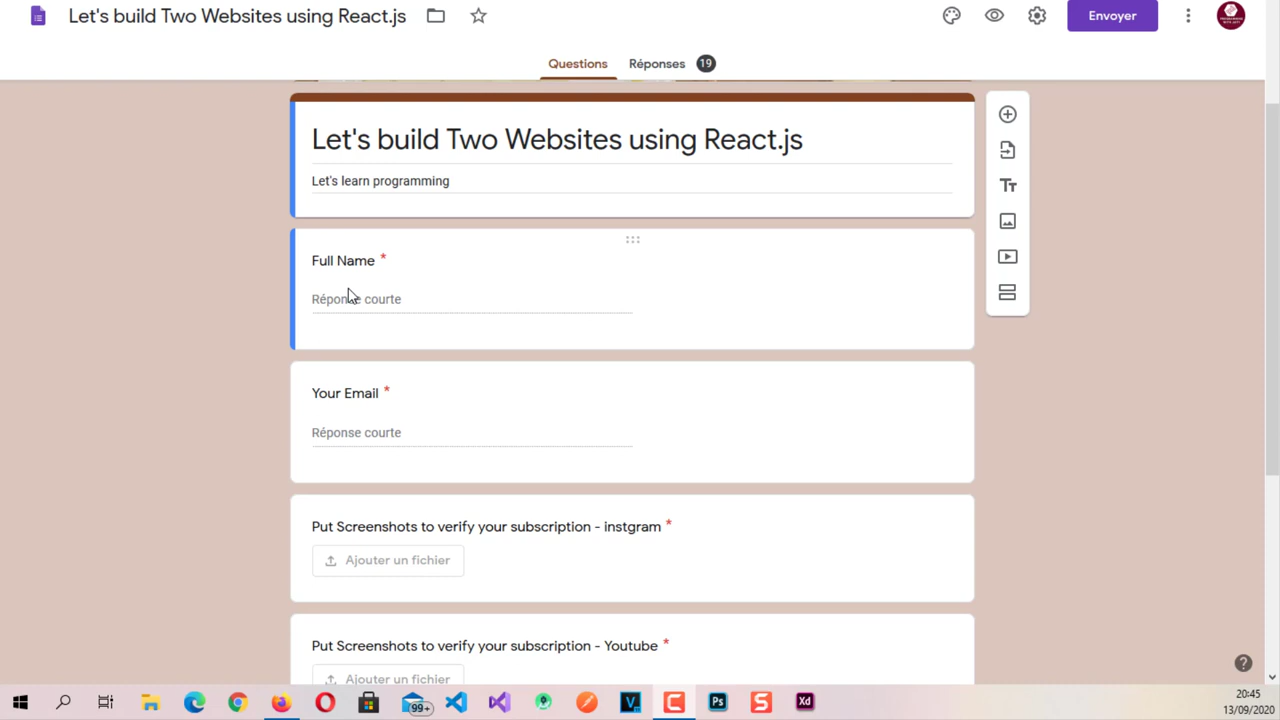 Let's build Two Websites using React.js
Envoyer
Questions
Réponses 19
Let's build Two Websites using React.js
Let's learn programming
Full Name *
Réponse courte
Your Email *
Réponse courte
Put Screenshots to verify your subscription - instgram *
Ajouter un fichier
Put Screenshots to verify your subscription - Youtube *
Ajouter un fichier
99+
Ps
Xd
20:45
13/09/2020